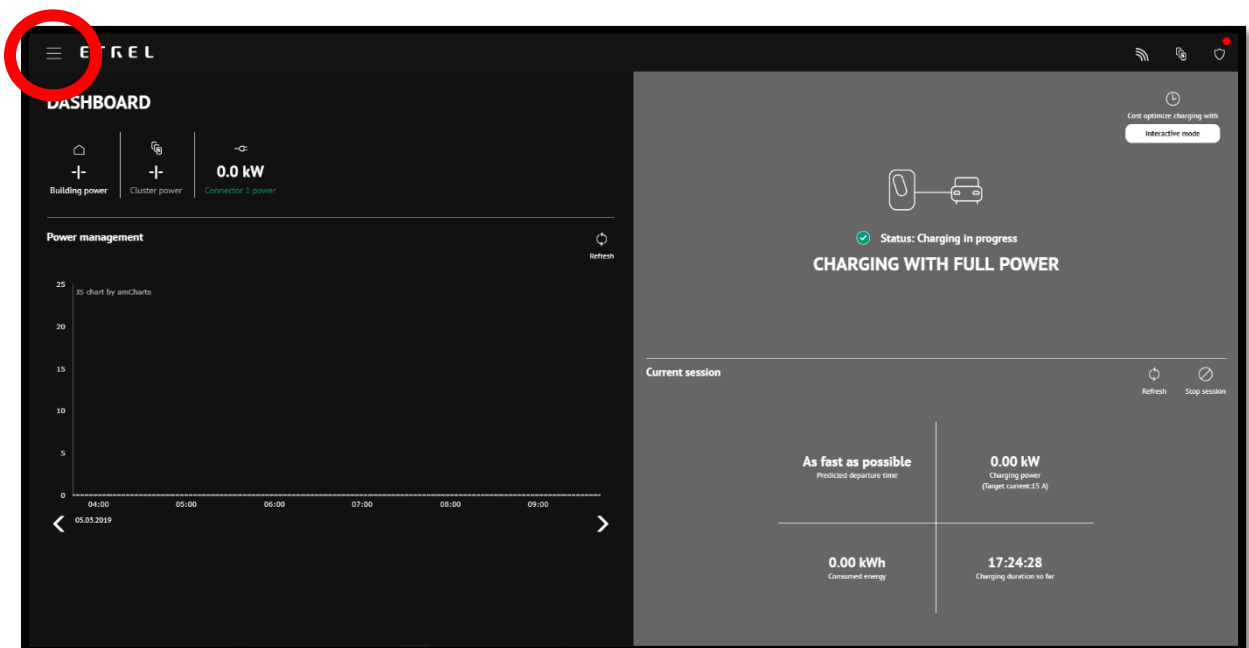 ETREL
DASHBOARD
-|-
Building power
-|-
Cluster power
0.0 kW
Connector 1 power
Power management
Refresh
25
JS chart by amCharts
20
15
10
5
0
04:00 05:00 06:00 07:00 08:00 09:00
05.03.2019
Cost optimize charging with
Interactive mode
Status: Charging in progress
CHARGING WITH FULL POWER
Current session
Refresh
Stop session
As fast as possible
Predicted departure time
0.00 kW
Charging power
(Target current:15 A)
0.00 kWh
Consumed energy
17:24:28
Charging duration so far